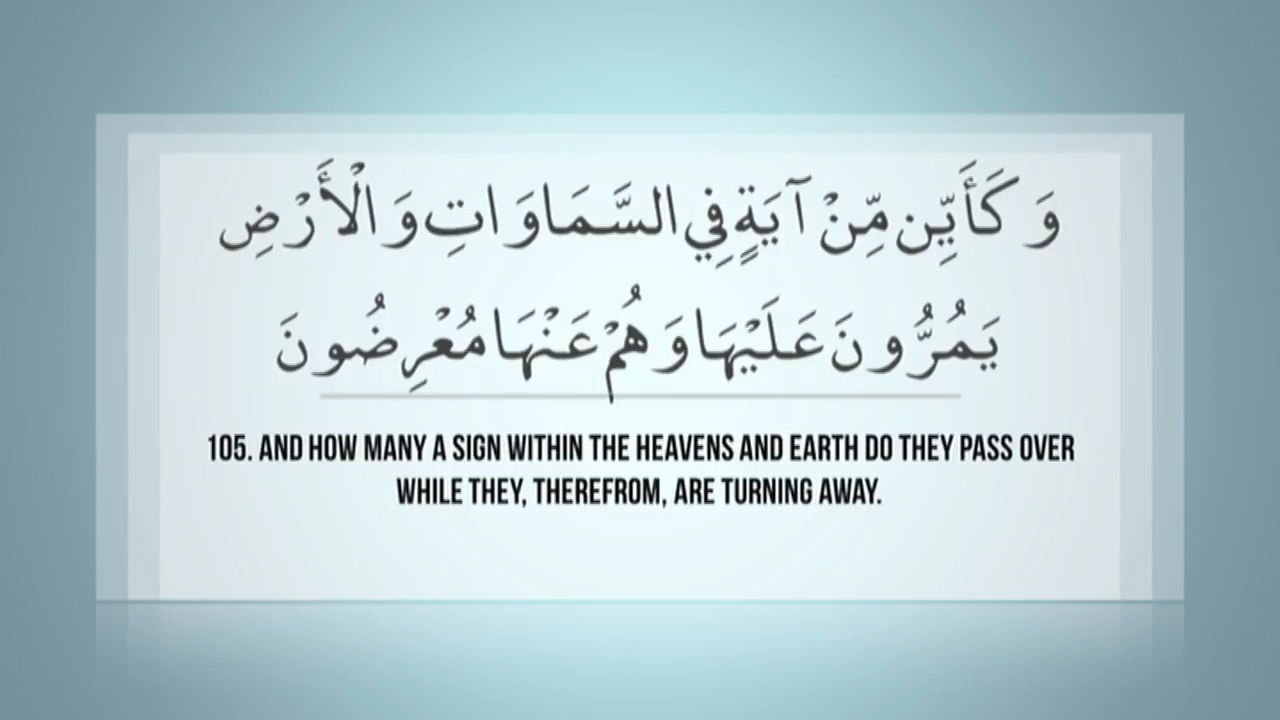 وَكَأَيِّن مِّنْ آيَةٍ فِي السَّمَاوَاتِ وَالْأَرْضِ
يَمُرُّونَ عَلَيْهَا وَهُمْ عَنْهَا مُعْرِضُونَ
105. AND HOW MANY A SIGN WITHIN THE HEAVENS AND EARTH DO THEY PASS OVER
WHILE THEY, THEREFROM, ARE TURNING AWAY.